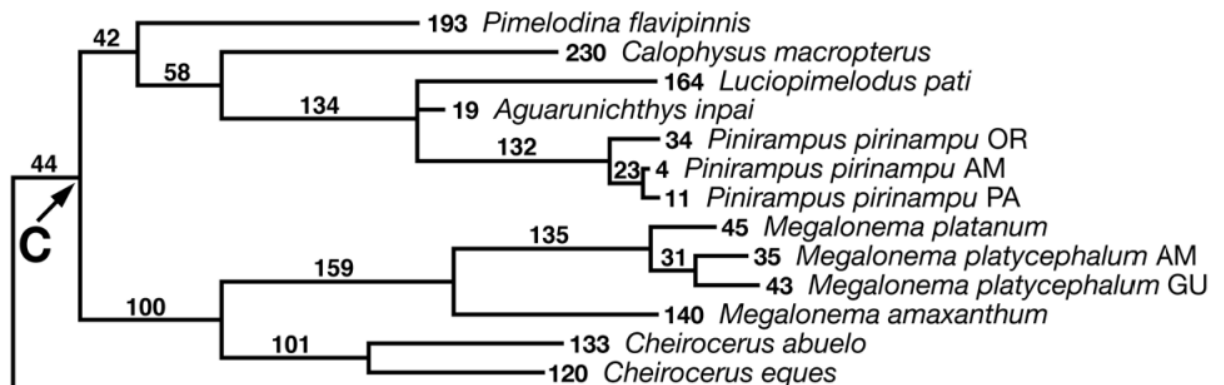 193 Pimelodina flavipinnis
42
230 Calophysus macropterus
58
164 Luciopimelodus pati
134
19 Aguarunichthys inpai
34 Pinirampus pirinampu OR
132
23 4 Pinirampus pirinampu AM
44
11 Pinirampus pirinampu PA
C
45 Megalonema platanum
135
31 35 Megalonema platycephalum AM
159
43 Megalonema platycephalum GU
100
140 Megalonema amaxanthum
101
133 Cheirocerus abuelo
120 Cheirocerus eques